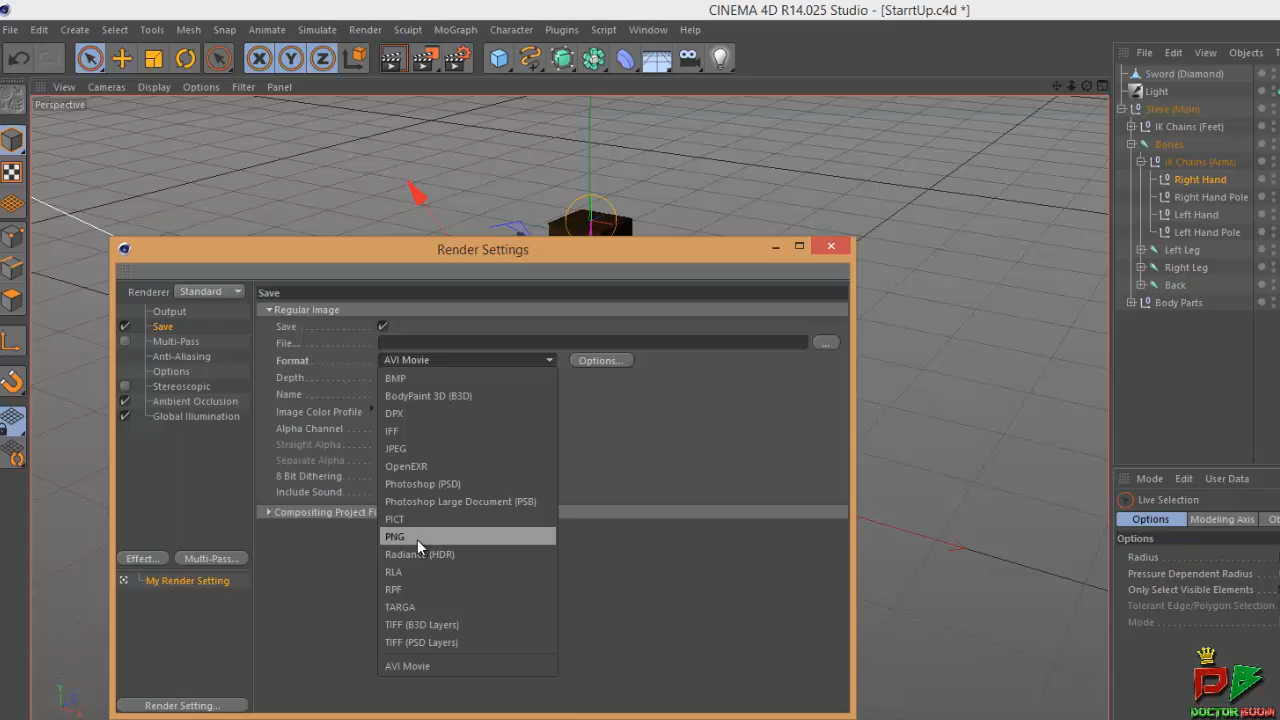 CINEMA 4D R14.025 Studio - [StarrtUp.c4d *]
File Edit Create Select Tools Mesh Snap Animate Simulate Render Sculpt MoGraph Character Plugins Script Window Help
File Edit View Objects
View Cameras Display Options Filter Panel
Perspective
Sword (Diamond)
Light
Steve (Main)
IK Chains (Feet)
Bones
IK Chains (Arms)
Right Hand
Right Hand Pole
Left Hand
Left Hand Pole
Left Leg
Right Leg
Back
Body Parts
Render Settings
Renderer Standard
Output
Save
Multi-Pass
Anti-Aliasing
Options
Stereoscopic
Ambient Occlusion
Global Illumination
Effect... Multi-Pass...
My Render Setting
Render Setting...
Save
Regular Image
Save
File...
...
Format AVI Movie Options...
Depth
Name
Image Color Profile
Alpha Channel
Straight Alpha
Separate Alpha
8 Bit Dithering
Include Sound
Compositing Project Fi
BMP
BodyPaint 3D (B3D)
DPX
IFF
JPEG
OpenEXR
Photoshop (PSD)
Photoshop Large Document (PSB)
PICT
PNG
Radiance (HDR)
RLA
RPF
TARGA
TIFF (B3D Layers)
TIFF (PSD Layers)
AVI Movie
Mode Edit User Data
Live Selection
Options Modeling Axis
Options
Radius
Pressure Dependent Radius
Only Select Visible Elements
Tolerant Edge/Polygon Selection
Mode
Y